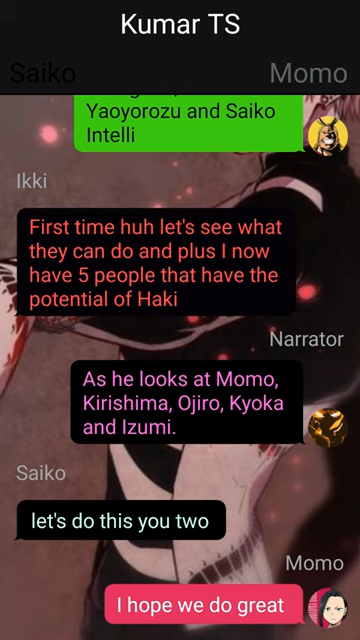 Kumar TS
Saiko
Momo
Yaoyorozu and Saiko
Intelli
Ikki
First time huh let's see what
they can do and plus I now
have 5 people that have the
potential of Haki
Narrator
As he looks at Momo,
Kirishima, Ojiro, Kyoka
and Izumi.
Saiko
let's do this you two
Momo
I hope we do great